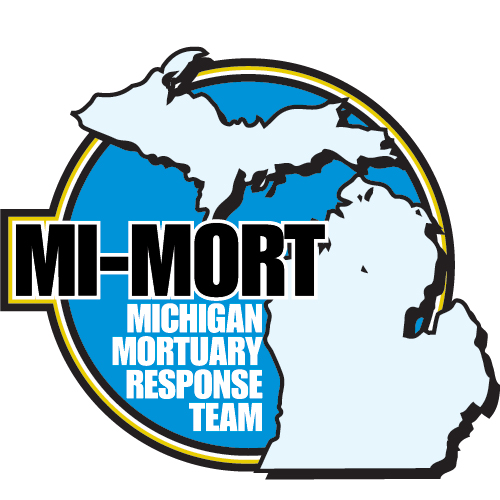 MI-MORT
MICHIGAN
MORTUARY
RESPONSE
TEAM